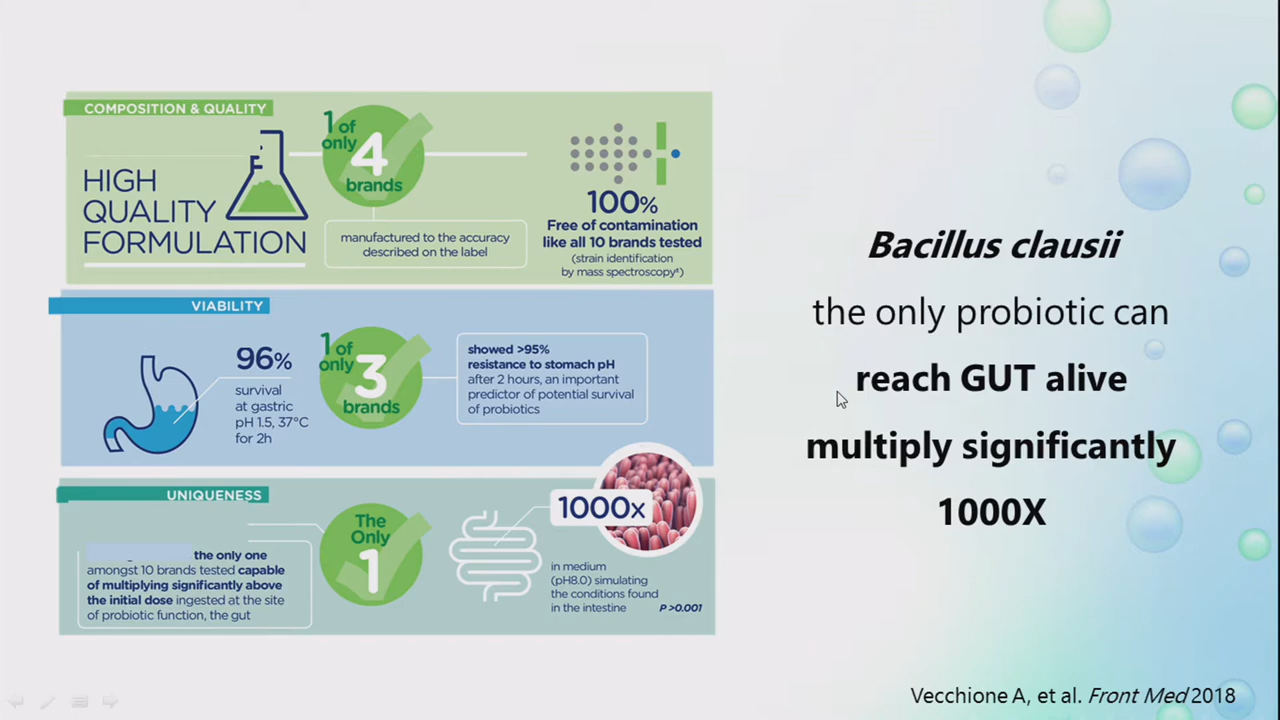 COMPOSITION & QUALITY
HIGH
QUALITY
FORMULATION
1 of
only
4
brands
manufactured to the accuracy
described on the label
100%
Free of contamination
like all 10 brands tested
(strain identification
by mass spectroscopy⁸)
VIABILITY
96%
survival
at gastric
pH 1.5, 37°C
for 2h
1 of
only
3
brands
showed >95%
resistance to stomach pH
after 2 hours, an important
predictor of potential survival
of probiotics
UNIQUENESS
the only one
amongst 10 brands tested capable
of multiplying significantly above
the initial dose ingested at the site
of probiotic function, the gut
The
Only
1
1000x
in medium
(pH8.0) simulating
the conditions found
in the intestine P >0.001
Bacillus clausii
the only probiotic can
reach GUT alive
multiply significantly
1000X
Vecchione A, et al. Front Med 2018